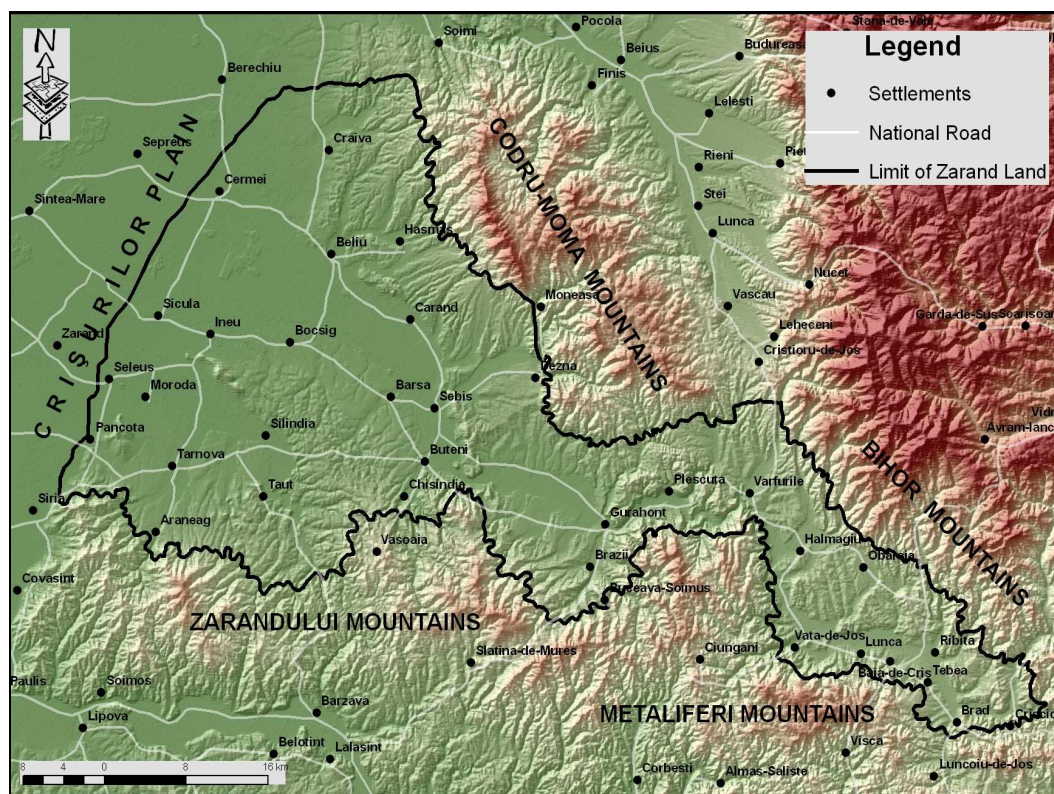 N
Legend
Settlements
National Road
Limit of Zarand Land
CRIȘURILOR PLAIN
CODRU-MOMA MOUNTAINS
BIHOR MOUNTAINS
ZARANDULUI MOUNTAINS
METALIFERI MOUNTAINS
Pocola
Soimi
Beius
Budureasa
Berechiu
Finis
Lelesti
Craiva
Sepreus
Rieni
Cermei
Stei
Sintea-Mare
Lunca
Hasmas
Beliu
Nucet
Moneasa
Vascau
Sicula
Carand
Garda-de-Sus
Ineu
Leheceni
Zarand
Bocsig
Cristioru-de-Jos
Seleus
Moroda
Barsa
Sebis
Silindia
Pancota
Tarnova
Buteni
Plescuta
Varfurile
Siria
Taut
Chisindia
Gurahont
Araneag
Halmagiu
Vasoaia
Brazii
Covasint
Buceava-Soimus
Vata-de-Jos
Lunca
Ribita
Slatina-de-Mures
Ciungani
Baia-de-Cris
Tebea
Paulis
Soimos
Barzava
Brad
Lipova
Belotint
Lalasint
Visca
Corbesti
Almas-Saliste
Luncoiu-de-Jos
8 4 0 8 16 km